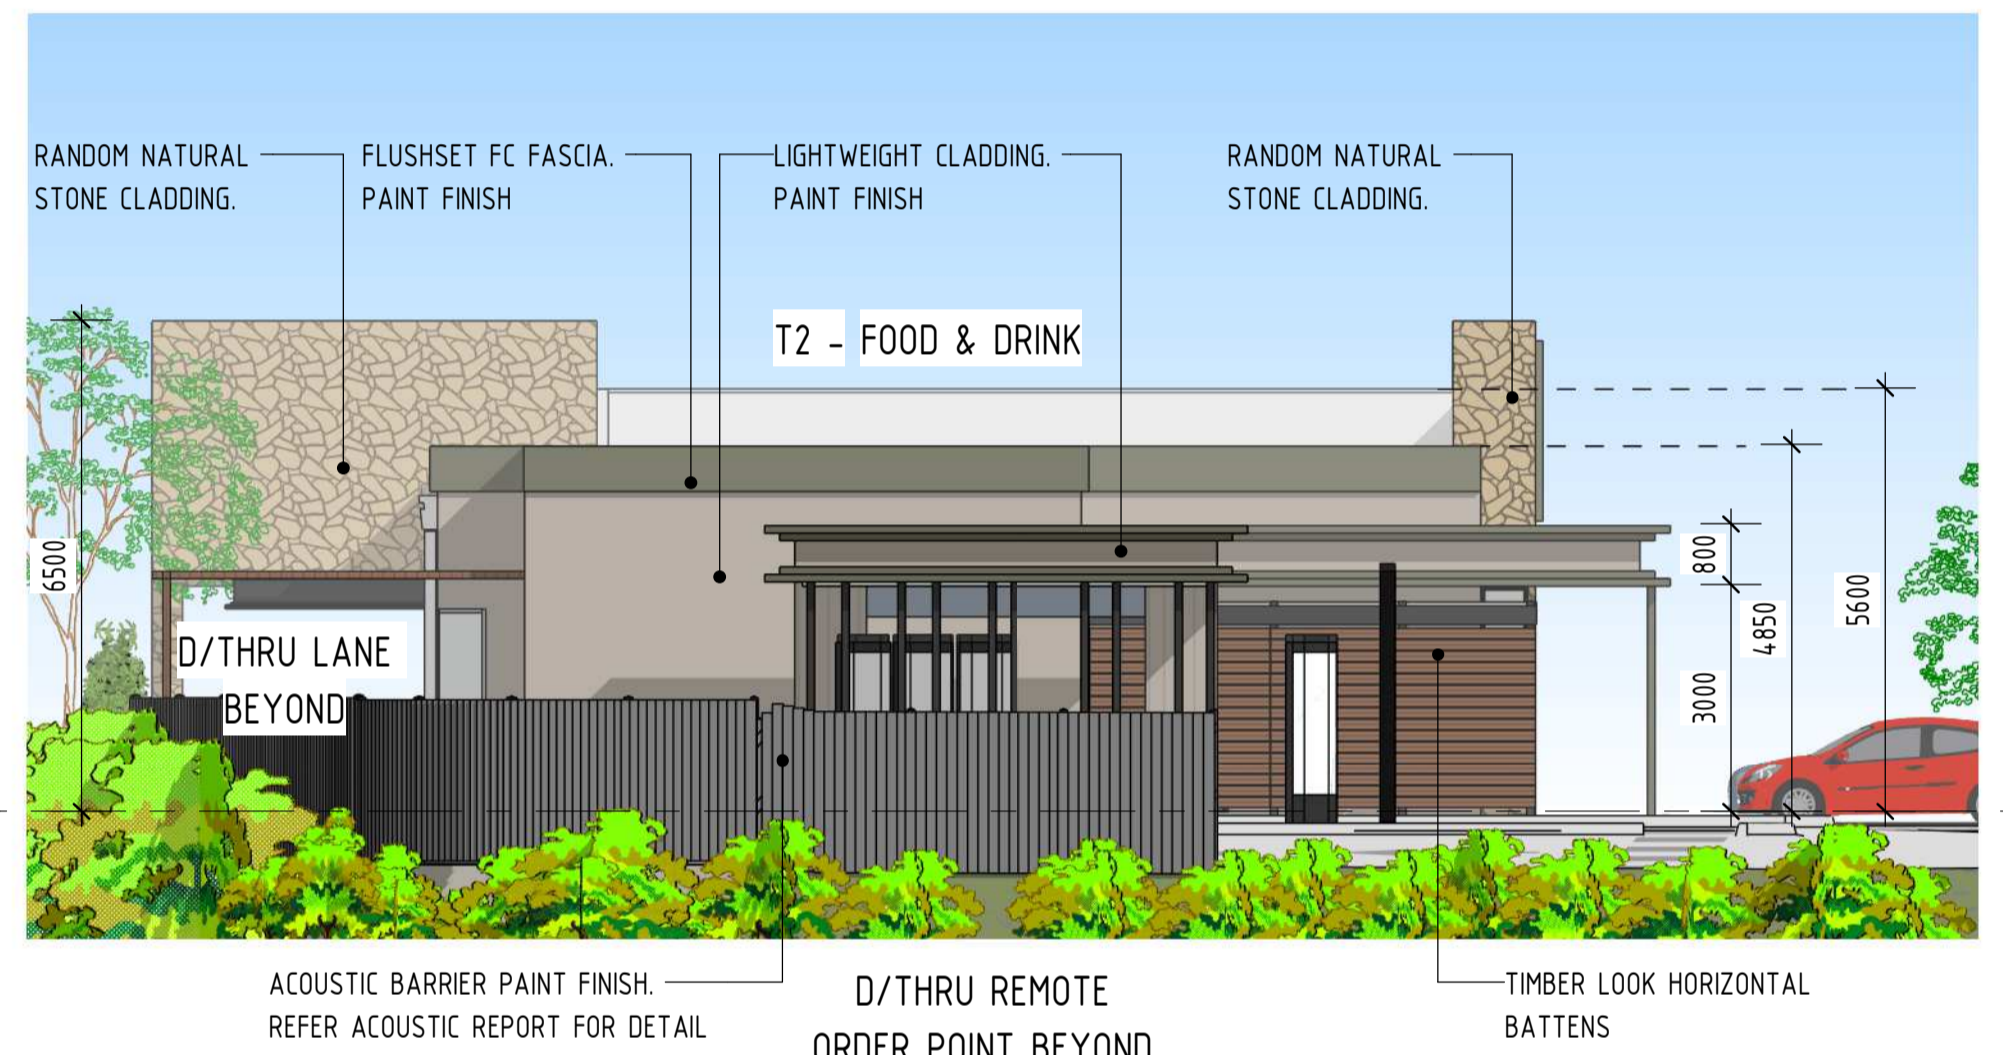 RANDOM NATURAL
STONE CLADDING.
FLUSHSET FC FASCIA.
PAINT FINISH
LIGHTWEIGHT CLADDING.
PAINT FINISH
RANDOM NATURAL
STONE CLADDING.
T2 - FOOD & DRINK
6500
800
5600
4850
3000
D/THRU LANE
BEYOND
ACOUSTIC BARRIER PAINT FINISH.
REFER ACOUSTIC REPORT FOR DETAIL
D/THRU REMOTE
ORDER POINT BEYOND
TIMBER LOOK HORIZONTAL
BATTENS